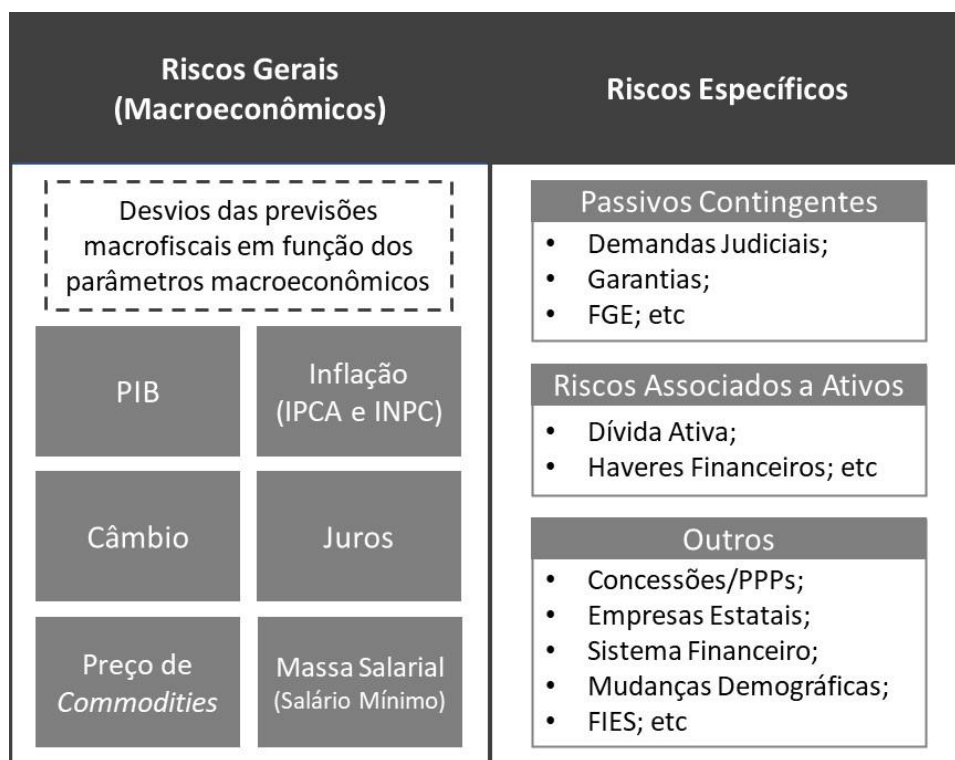 Riscos Gerais
(Macroeconômicos)
Desvios das previsões
macrofiscais em função dos
parâmetros macroeconômicos
PIB
Inflação
(IPCA e INPC)
Câmbio
Juros
Preço de
Commodities
Massa Salarial
(Salário Mínimo)
Riscos Específicos
Passivos Contingentes
• Demandas Judiciais;
• Garantias;
• FGE; etc
Riscos Associados a Ativos
• Dívida Ativa;
• Haveres Financeiros; etc
Outros
• Concessões/PPPs;
• Empresas Estatais;
• Sistema Financeiro;
• Mudanças Demográficas;
• FIES; etc